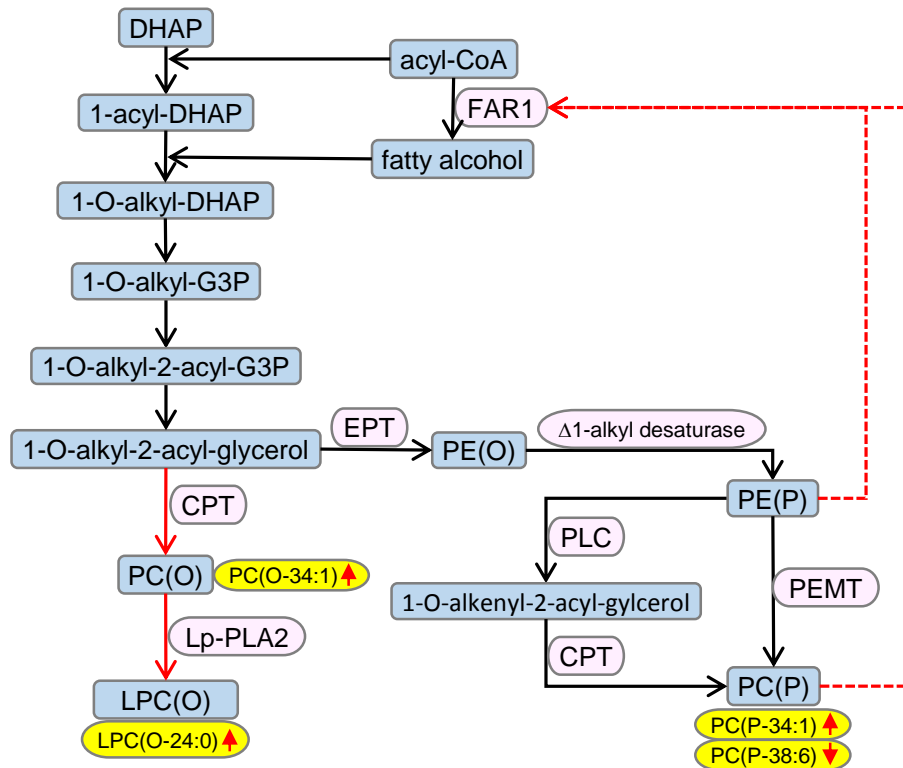 DHAP
acyl-CoA
FAR1
1-acyl-DHAP
fatty alcohol
1-O-alkyl-DHAP
1-O-alkyl-G3P
1-O-alkyl-2-acyl-G3P
EPT
Δ1-alkyl desaturase
1-O-alkyl-2-acyl-glycerol
PE(O)
PE(P)
CPT
PLC
PC(O)
PC(O-34:1)
PEMT
1-O-alkenyl-2-acyl-gylcerol
Lp-PLA2
CPT
LPC(O)
PC(P)
LPC(O-24:0)
PC(P-34:1)
PC(P-38:6)